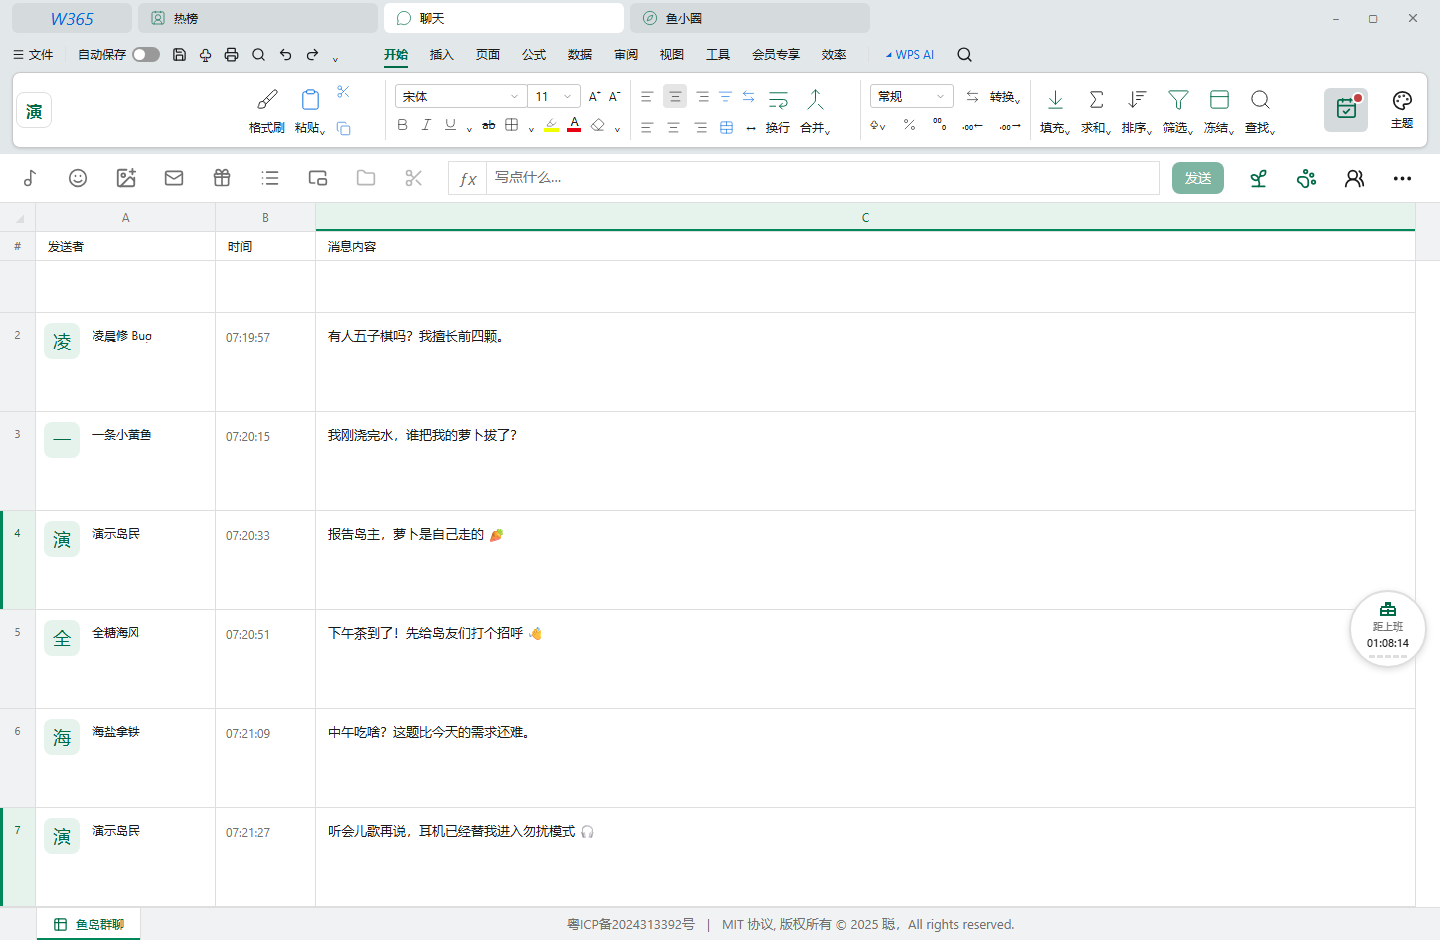 W365 热榜 聊天 鱼小圈
文件 自动保存 开始 插入 页面 公式 数据 审阅 视图 工具 会员专享 效率 WPS AI
演 格式刷 粘贴 宋体 11 A+ A- B I U ab A 换行 合并 常规 转换 填充 求和 排序 筛选 冻结 查找 主题
fx 写点什么... 发送
A B C
# 发送者 时间 消息内容
2 凌 凌晨修 Bug 07:19:57 有人五子棋吗？我擅长前四颗。
3 一 一条小黄鱼 07:20:15 我刚浇完水，谁把我的萝卜拔了？
4 演 演示岛民 07:20:33 报告岛主，萝卜是自己走的 🥕
5 全 全糖海风 07:20:51 下午茶到了！先给岛友们打个招呼 👋
距上班
01:08:14
6 海 海盐拿铁 07:21:09 中午吃啥？这题比今天的需求还难。
7 演 演示岛民 07:21:27 听会儿歌再说，耳机已经替我进入勿扰模式 🎧
鱼岛群聊 粤ICP备2024313392号 | MIT 协议, 版权所有 © 2025 聪，All rights reserved.